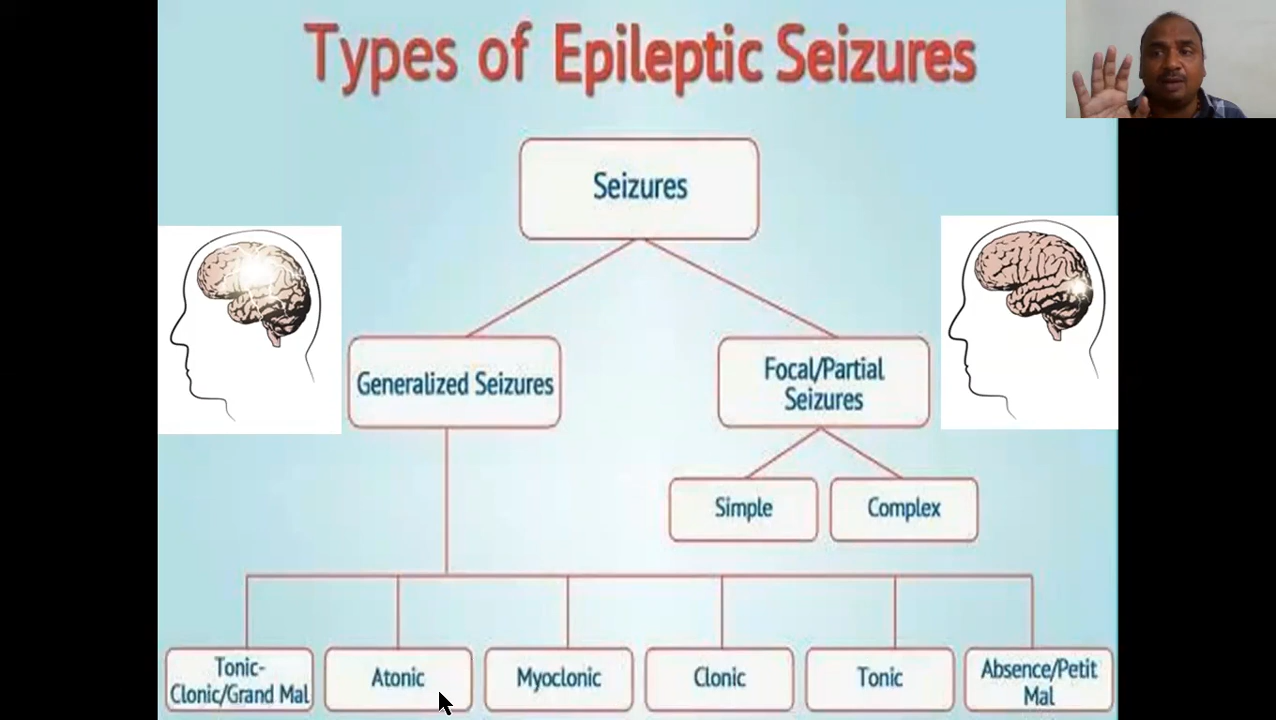 Types of Epileptic Seizures
Seizures
Generalized Seizures
Focal/Partial
Seizures
Simple
Complex
Tonic-
Clonic/Grand Mal
Atonic
Myoclonic
Clonic
Tonic
Absence/Petit
Mal